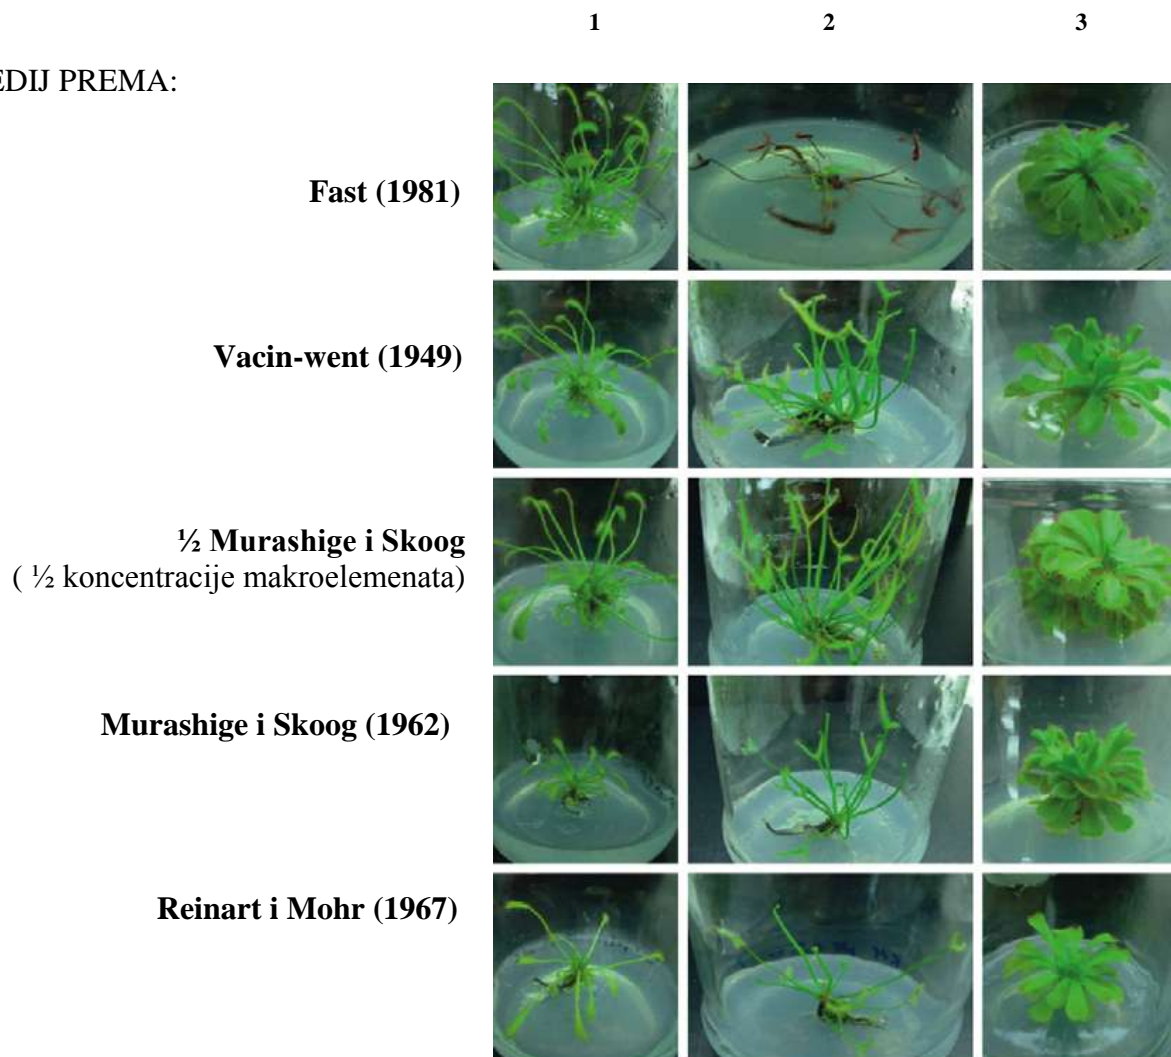 1 2 3
EDIJ PREMA:
Fast (1981)
Vacin-went (1949)
½ Murashige i Skoog
( ½ koncentracije makroelemenata)
Murashige i Skoog (1962)
Reinart i Mohr (1967)